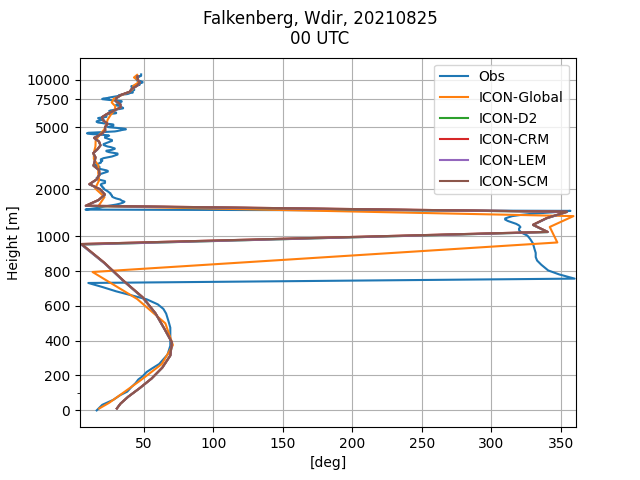 Falkenberg, Wdir, 20210825
00 UTC
Obs
ICON-Global
ICON-D2
ICON-CRM
ICON-LEM
ICON-SCM
10000
7500
5000
2000
1000
800
600
400
200
0
Height [m]
50
100
150
200
250
300
350
[deg]